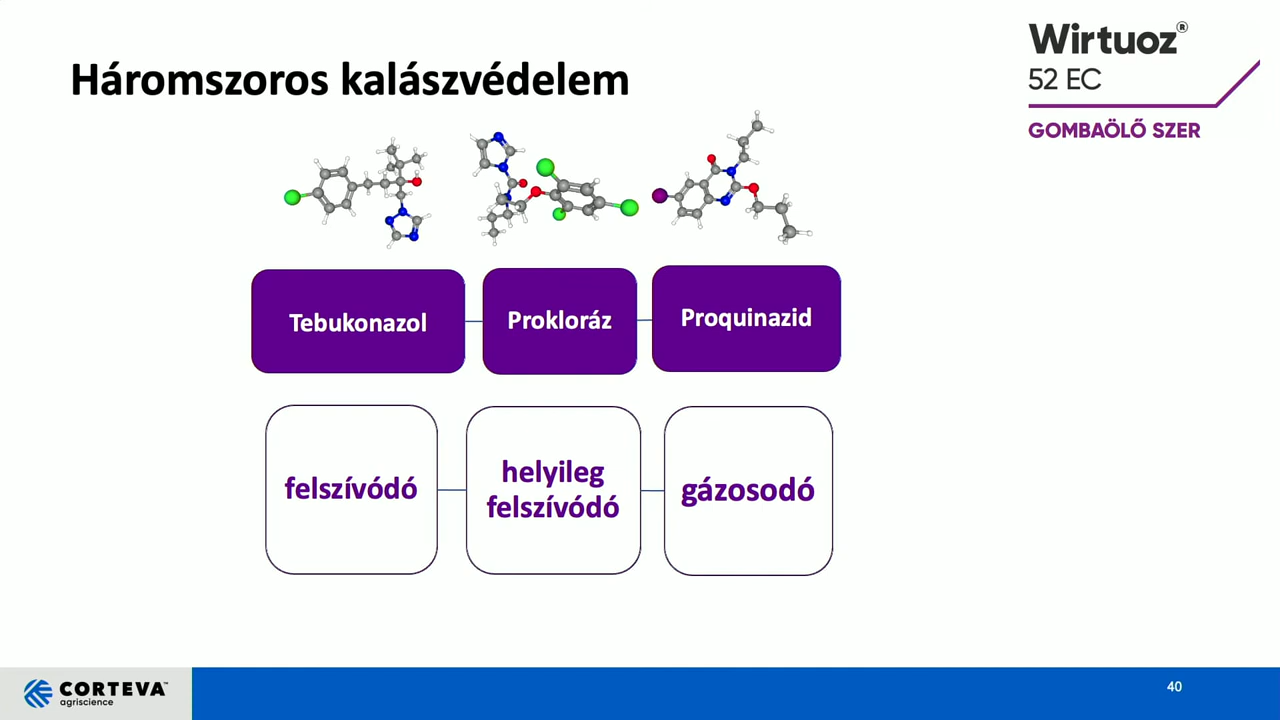 Háromszoros kalászvédelem
Wirtuoz®
52 EC
GOMBAÖLŐ SZER
Tebukonazol
Prokloráz
Proquinazid
felszívódó
helyileg
felszívódó
gázosodó
CORTEVA™
agriscience
40